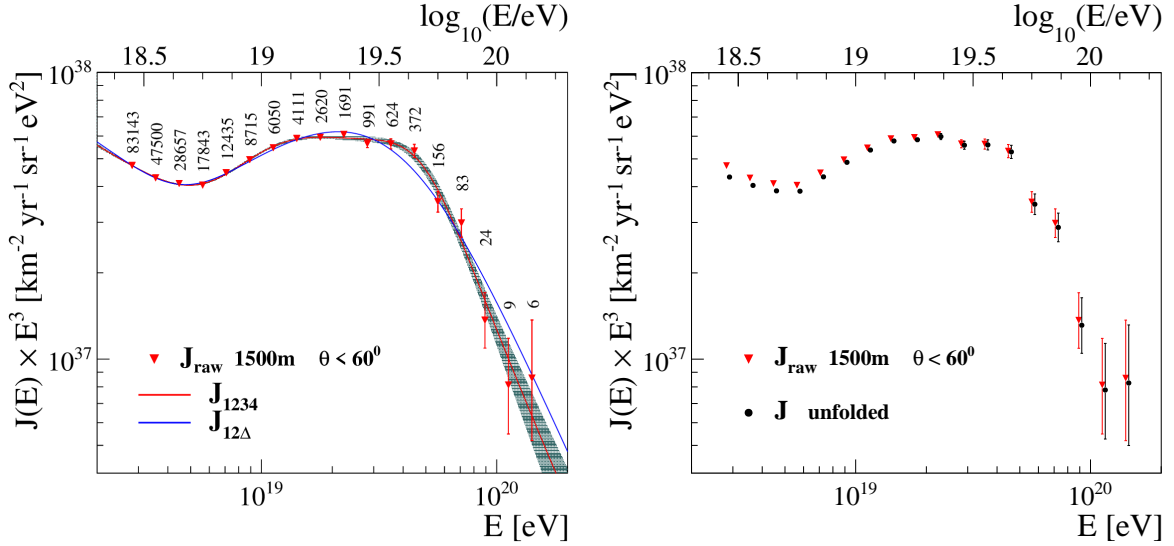 log10(E/eV)
18.5 19 19.5 20
10^38
J(E) × E^3 [km^-2 yr^-1 sr^-1 eV^2]
83143
47500
28657
17843
12435
8715
6050
4111
2620
1691
991
624
372
156
83
24
9
6
10^37
J_raw 1500m θ < 60^0
J_1234
J_12Δ
10^19 10^20
E [eV]
log10(E/eV)
18.5 19 19.5 20
10^38
J(E) × E^3 [km^-2 yr^-1 sr^-1 eV^2]
10^37
J_raw 1500m θ < 60^0
J unfolded
10^19 10^20
E [eV]